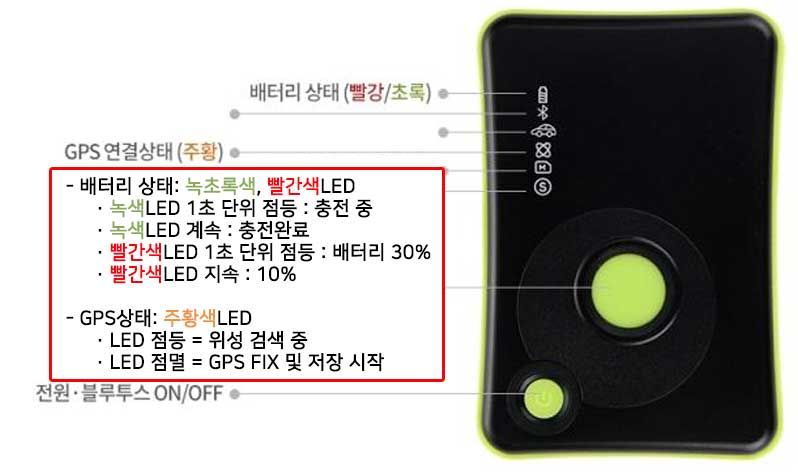 배터리 상태 (빨강/초록)
GPS 연결상태 (주황)
- 배터리 상태: 녹초록색, 빨간색LED
· 녹색LED 1초 단위 점등 : 충전 중
· 녹색LED 계속 : 충전완료
· 빨간색LED 1초 단위 점등 : 배터리 30%
· 빨간색LED 지속 : 10%
- GPS상태: 주황색LED
· LED 점등 = 위성 검색 중
· LED 점멸 = GPS FIX 및 저장 시작
전원·블루투스 ON/OFF
M
S